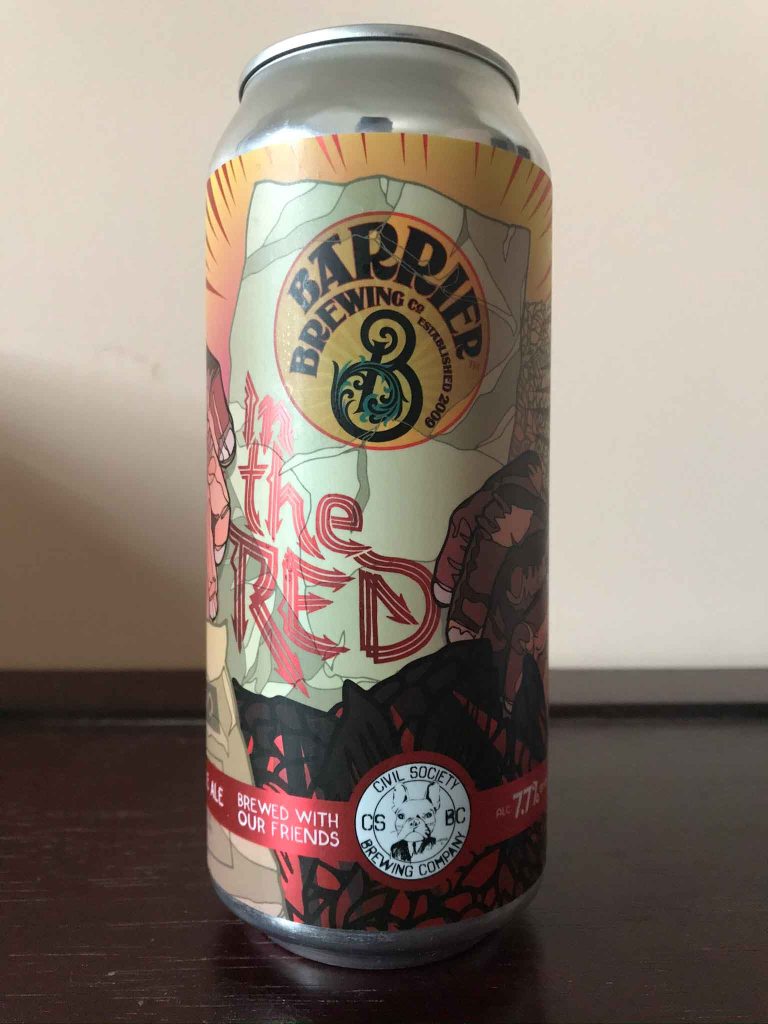 BARRIER
BREWING CO
ESTABLISHED 2009
B
in
the
RED
ALE
BREWED WITH
OUR FRIENDS
CIVIL SOCIETY
CS BC
BREWING COMPANY
ALC. 7.7%